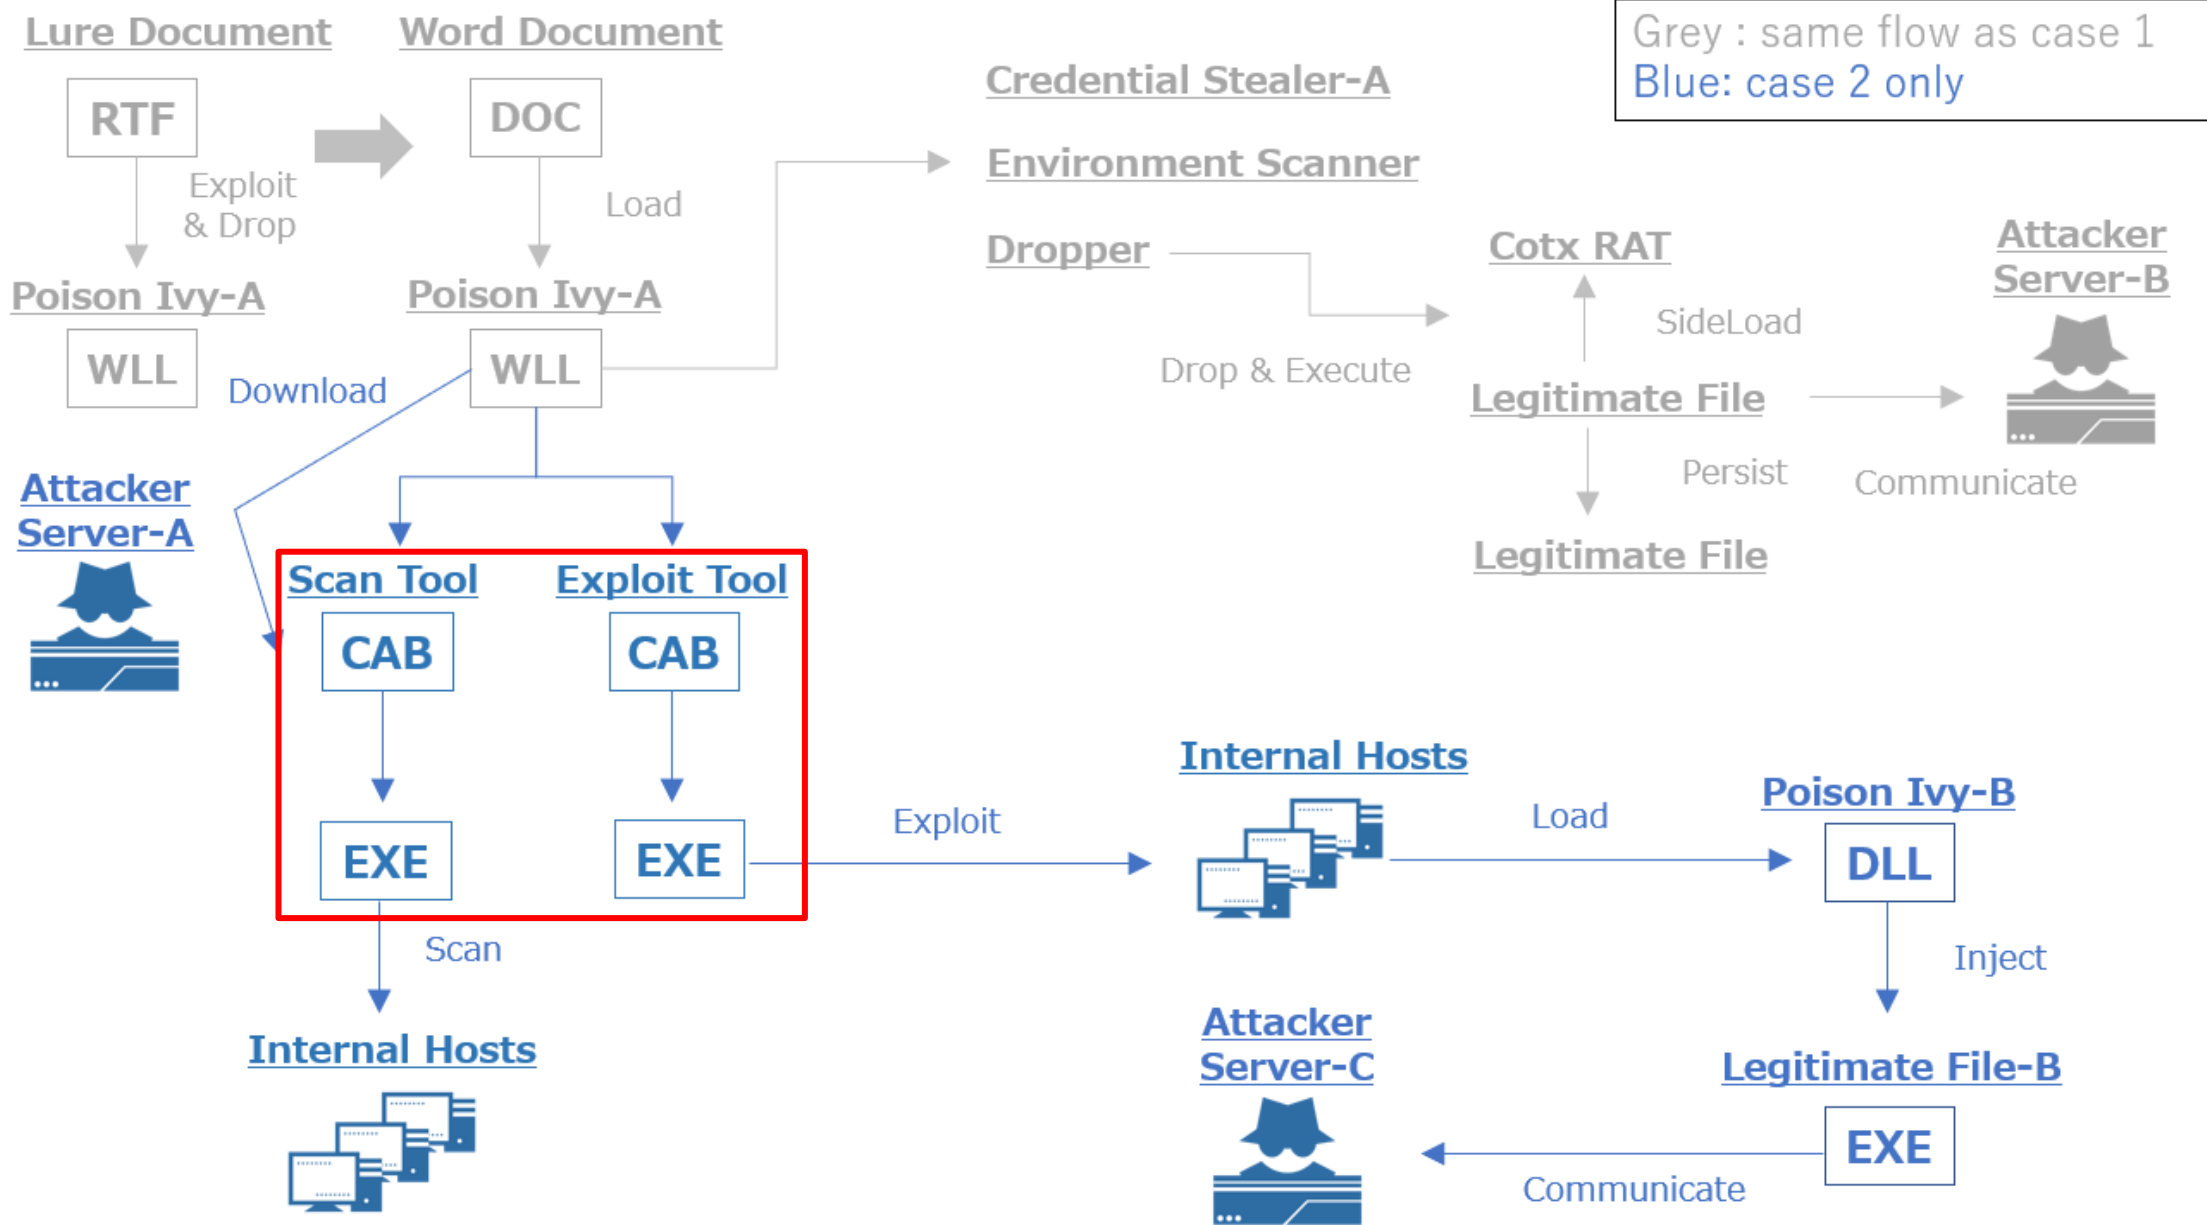 Lure Document
Word Document
Grey : same flow as case 1
Blue: case 2 only
RTF
DOC
Credential Stealer-A
Exploit
& Drop
Load
Environment Scanner
Dropper
Cotx RAT
Attacker
Server-B
Poison Ivy-A
Poison Ivy-A
SideLoad
WLL
WLL
Download
Drop & Execute
Legitimate File
Persist
Communicate
Legitimate File
Attacker
Server-A
Scan Tool
Exploit Tool
CAB
CAB
EXE
EXE
Exploit
Internal Hosts
Load
Poison Ivy-B
DLL
Scan
Inject
Internal Hosts
Attacker
Server-C
Legitimate File-B
EXE
Communicate